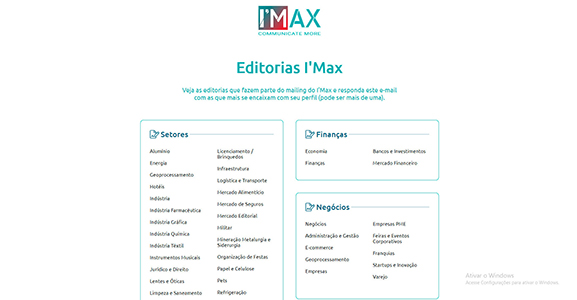 I'MAX
COMMUNICATE MORE
Editorias I'Max
Veja as editorias que fazem parte do mailing do I'Max e responda este e-mail
com as que mais se encaixam com seu perfil (pode ser mais de uma).
Setores
Alumínio
Energia
Geoprocessamento
Hotéis
Indústria
Indústria Farmacêutica
Indústria Gráfica
Indústria Química
Indústria Têxtil
Instrumentos Musicais
Jurídico e Direito
Lentes e Óticas
Limpeza e Saneamento
Licenciamento /
Brinquedos
Infraestrutura
Logística e Transporte
Mercado Alimentício
Mercado de Seguros
Mercado Editorial
Militar
Mineração Metalurgia e
Siderurgia
Organização de Festas
Papel e Celulose
Pets
Refrigeração
Finanças
Economia
Finanças
Bancos e Investimentos
Mercado Financeiro
Negócios
Negócios
Administração e Gestão
E-commerce
Geoprocessamento
Empresas
Empresas PME
Feiras e Eventos
Corporativos
Franquias
Startups e Inovação
Varejo
Ativar o Windows
Acesse Configurações para ativar o Windows.